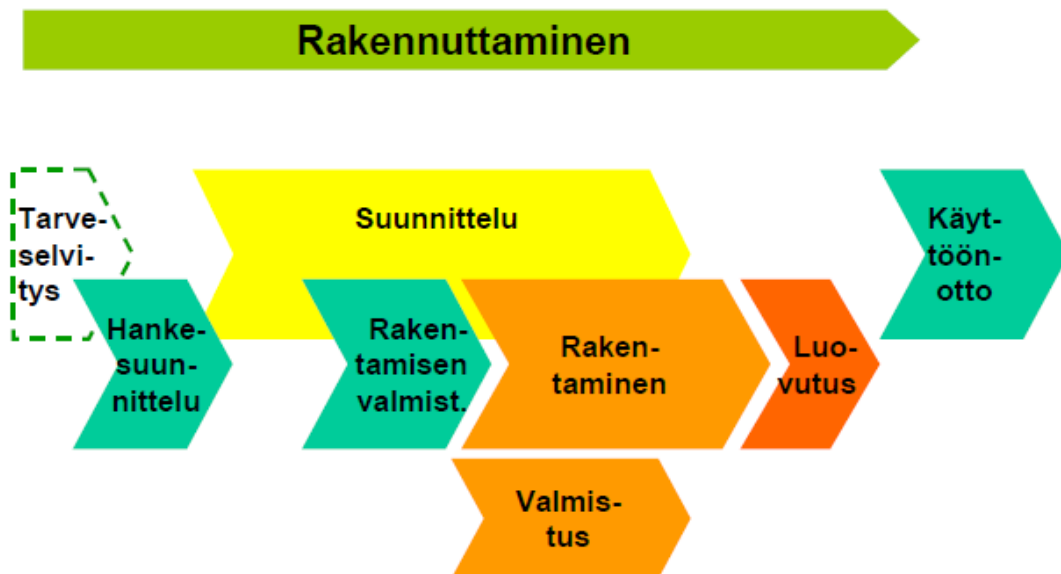 Rakennuttaminen
Tarve-
selvi-
tys
Hanke-
suun-
nittelu
Suunnittelu
Raken-
tamisen
valmist.
Raken-
taminen
Valmis-
tus
Luo-
vutus
Käyt-
töön-
otto